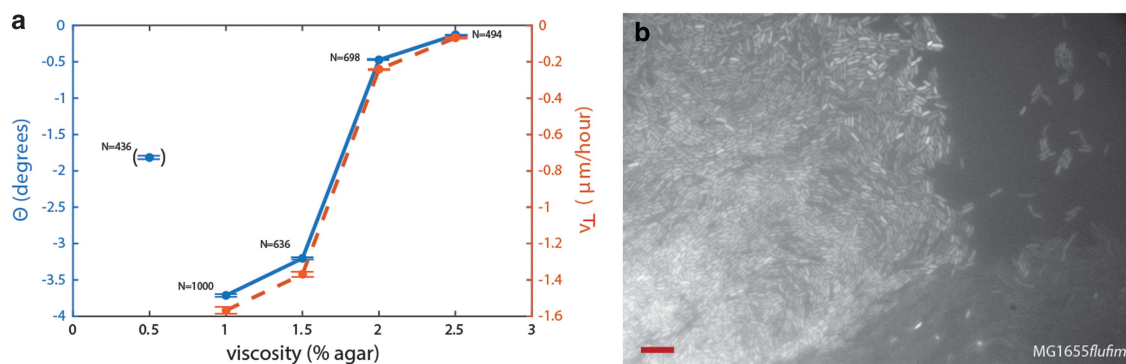 a
0
-0.5
-1
-1.5
-2
-2.5
-3
-3.5
-4
Θ (degrees)
N=436
( )
N=1000
N=636
N=698
N=494
0
0.5
1
1.5
2
2.5
3
viscosity (% agar)
0
-0.2
-0.4
-0.6
-0.8
-1
-1.2
-1.4
-1.6
v⊥ ( µm/hour)
b
MG1655flufim